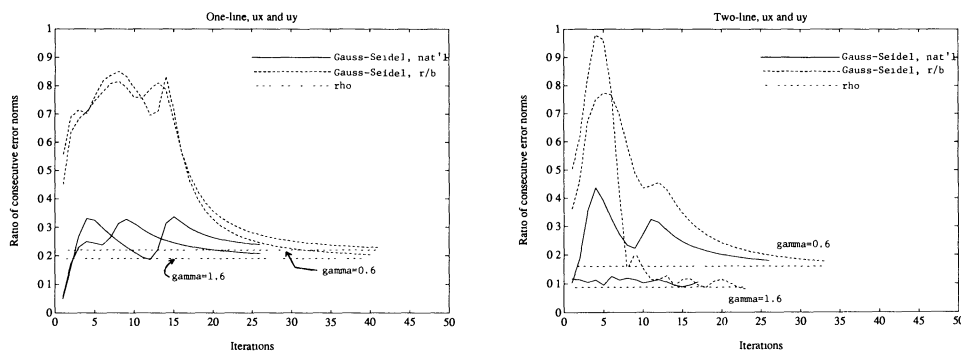 One-line, ux and uy
Ratio of consecutive error norms
1
0 9
0 8
0 7
0 6
0 5
0 4
0 3
0 2
0 1
0
Gauss-Seidel, nat'l
Gauss-Seidel, r/b
rho
gamma=1.6
gamma=0.6
0 5 10 15 20 25 30 35 40 45 50
Iterations
Two-line, ux and uy
Ratio of consecutive error norms
1
0 9
0 8
0 7
0 6
0 5
0 4
0 3
0 2
0 1
0
Gauss-Seidel, nat'l
Gauss-Seidel, r/b
rho
gamma=0.6
gamma=1.6
0 5 10 15 20 25 30 35 40 45 50
Iterations